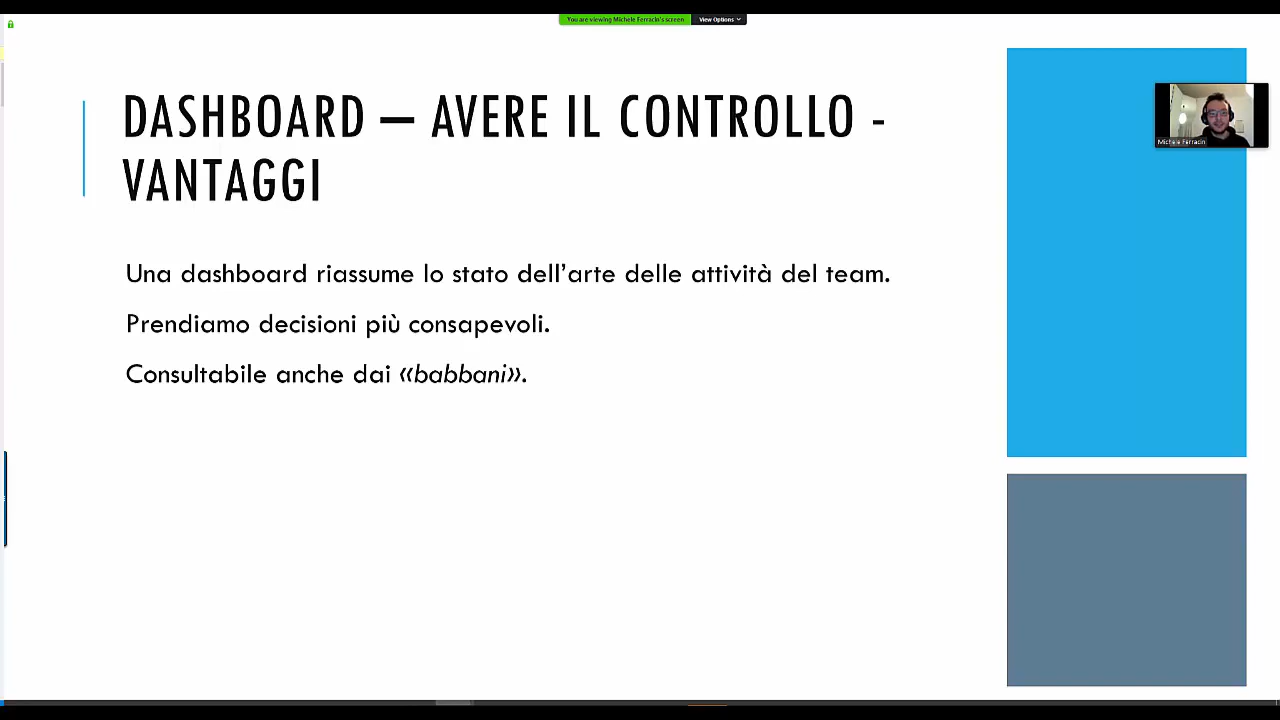 You are viewing Michele Ferracin's screen
View Options
DASHBOARD – AVERE IL CONTROLLO -
VANTAGGI
Michele Ferracin
Una dashboard riassume lo stato dell’arte delle attività del team.
Prendiamo decisioni più consapevoli.
Consultabile anche dai «babbani».